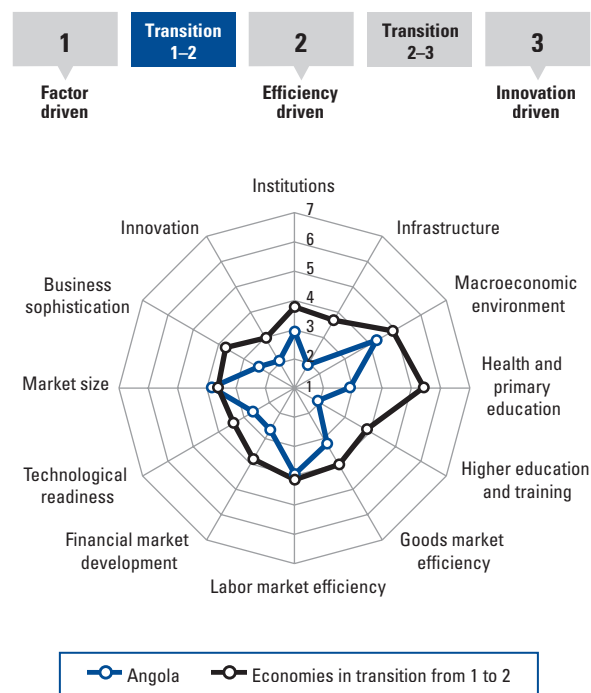 1
Transition
1–2
2
Transition
2–3
3
Factor
driven
Efficiency
driven
Innovation
driven
Institutions
Infrastructure
Macroeconomic
environment
Health and
primary
education
Higher education
and training
Goods market
efficiency
Labor market efficiency
Financial market
development
Technological
readiness
Market size
Business
sophistication
Innovation
7
6
5
4
3
2
1
Angola
Economies in transition from 1 to 2